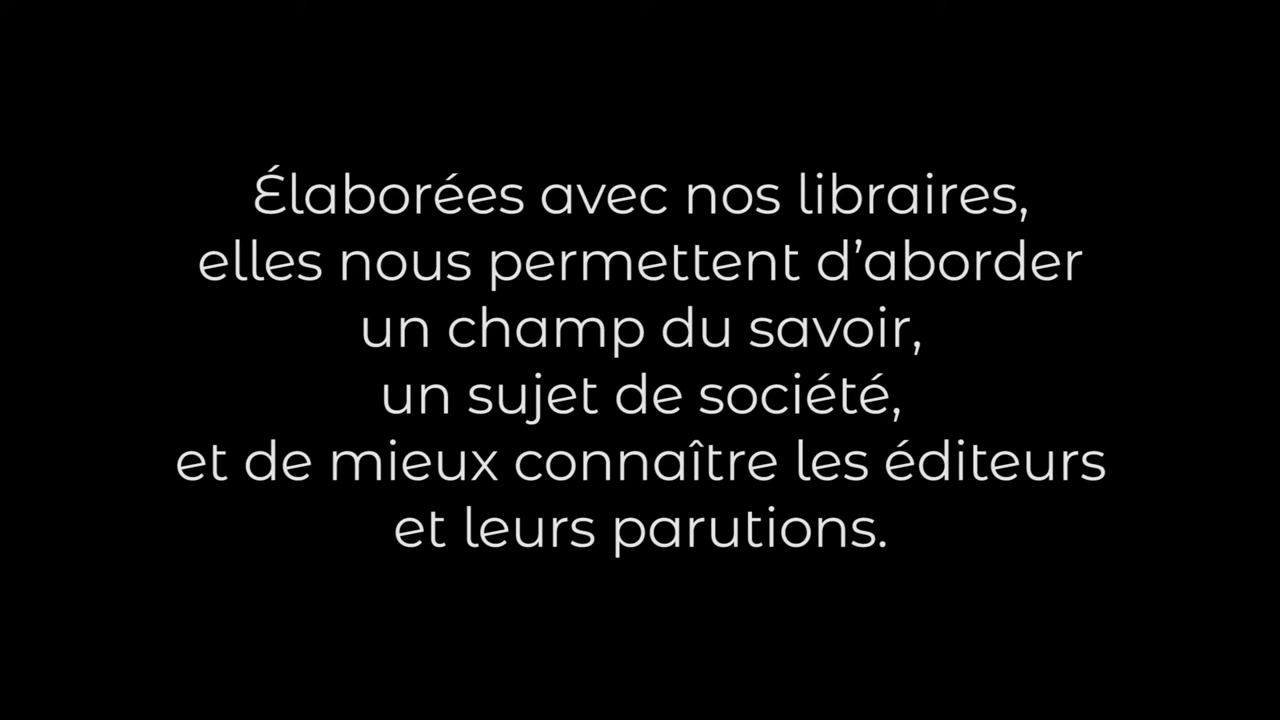 Élaborées avec nos libraires,
elles nous permettent d’aborder
un champ du savoir,
un sujet de société,
et de mieux connaître les éditeurs
et leurs parutions.